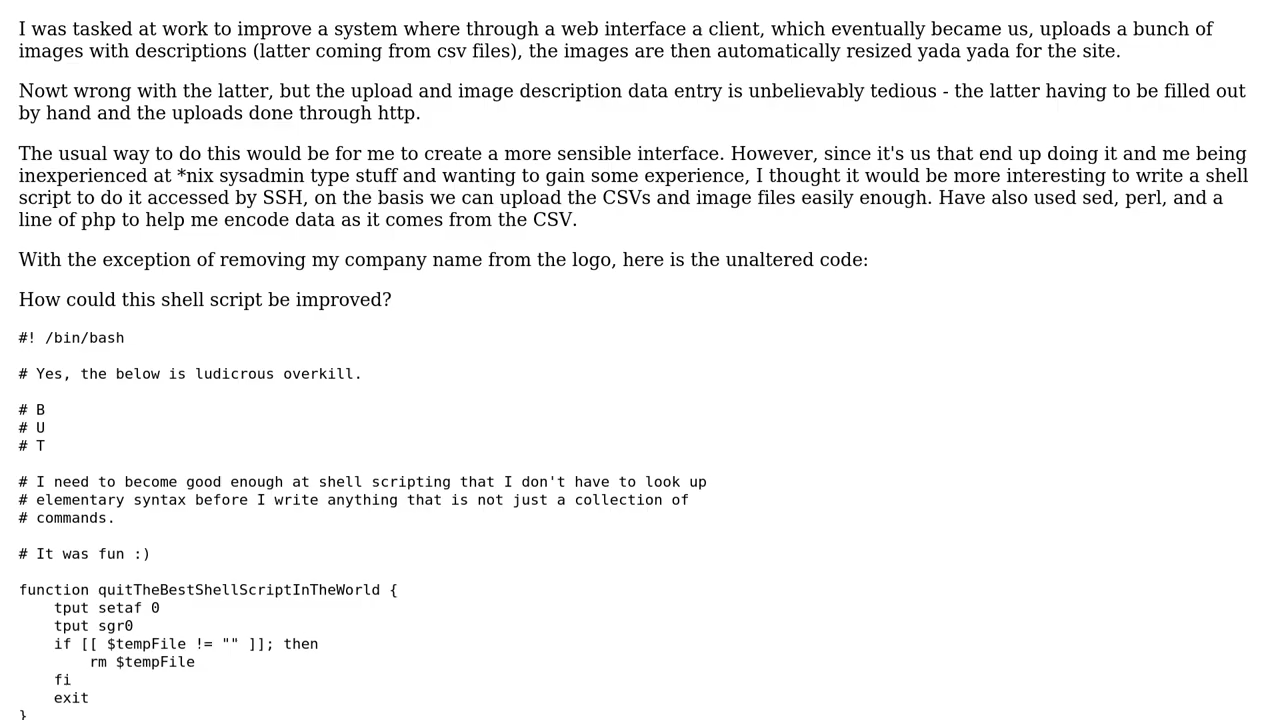 I was tasked at work to improve a system where through a web interface a client, which eventually became us, uploads a bunch of
images with descriptions (latter coming from csv files), the images are then automatically resized yada yada for the site.
Nowt wrong with the latter, but the upload and image description data entry is unbelievably tedious - the latter having to be filled out
by hand and the uploads done through http.
The usual way to do this would be for me to create a more sensible interface. However, since it's us that end up doing it and me being
inexperienced at *nix sysadmin type stuff and wanting to gain some experience, I thought it would be more interesting to write a shell
script to do it accessed by SSH, on the basis we can upload the CSVs and image files easily enough. Have also used sed, perl, and a
line of php to help me encode data as it comes from the CSV.
With the exception of removing my company name from the logo, here is the unaltered code:
How could this shell script be improved?
#! /bin/bash
# Yes, the below is ludicrous overkill.
# B
# U
# T
# I need to become good enough at shell scripting that I don't have to look up
# elementary syntax before I write anything that is not just a collection of
# commands.
# It was fun :)
function quitTheBestShellScriptInTheWorld {
    tput setaf 0
    tput sgr0
    if [[ $tempFile != "" ]]; then
        rm $tempFile
    fi
    exit
}